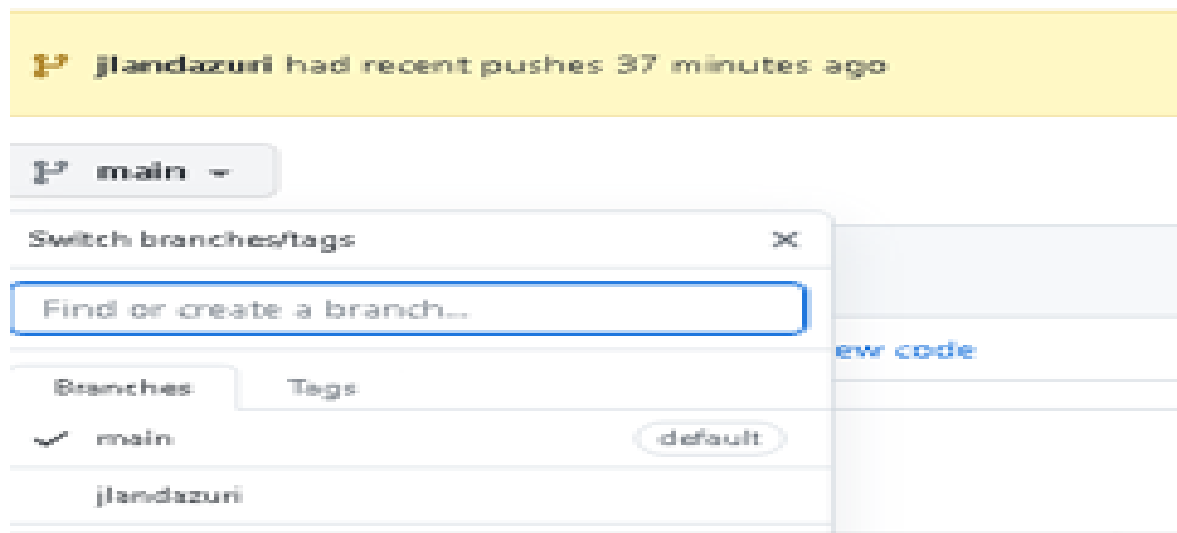 jlandazuri had recent pushes 37 minutes ago
main
Switch branches/tags
Find or create a branch...
ew code
Branches Tags
main default
jlandazuri